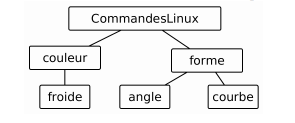 CommandesLinux
couleur
forme
froide
angle
courbe